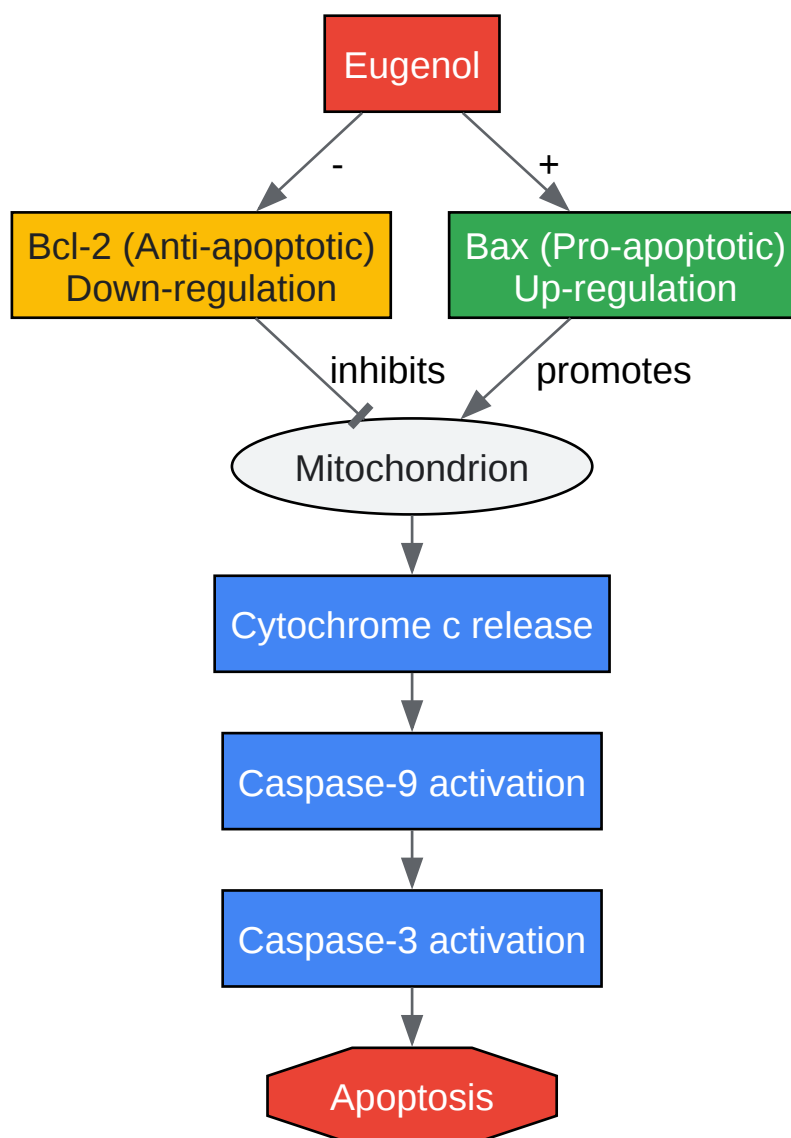 Eugenol
-
+
Bcl-2 (Anti-apoptotic)
Down-regulation
Bax (Pro-apoptotic)
Up-regulation
inhibits
promotes
Mitochondrion
Cytochrome c release
Caspase-9 activation
Caspase-3 activation
Apoptosis